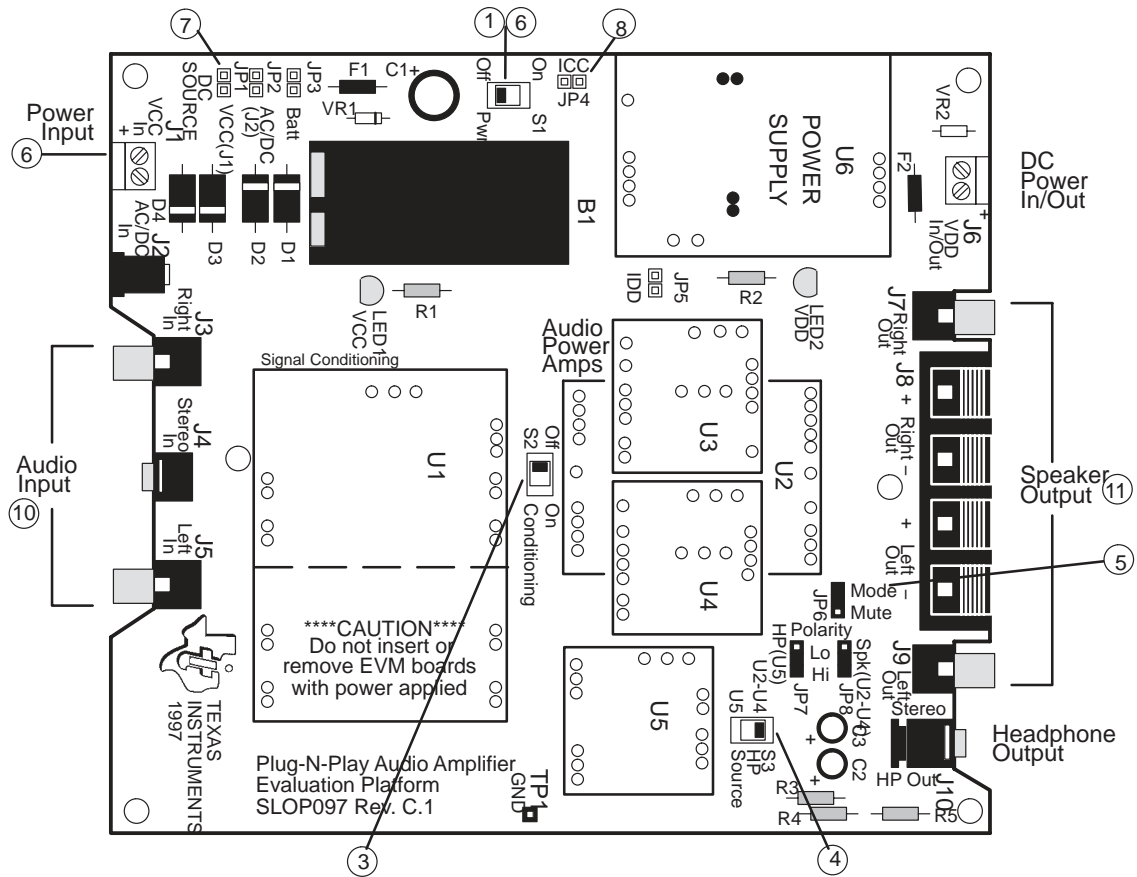 1
6
7
8
Off
On
ICC
JP4
Pwr
S1
DC
SOURCE
JP1
VCC(J1)
JP2
AC/DC
(J2)
JP3
Batt
F1
C1+
VR1
Power
Input
6
J1
VCC
In
+
D4
AC/DC
In
J2
D3
D2
D1
B1
U6
POWER
SUPPLY
VR2
F2
J6
VDD
In/Out
+
DC
Power
In/Out
LED1
VCC
R1
JP5
IDD
R2
LED2
VDD
J3
Right
In
J4
Stereo
In
J5
Left
In
Audio
Input
10
Signal Conditioning
U1
S2
Off
On
Conditioning
Audio
Power
Amps
U3
U2
U4
J7
Right
Out
J8
+
Right
Out
–
+
Left
Out
–
Speaker
Output
11
5
JP6
Mode
Mute
Polarity
Lo
Hi
HP(U5)
JP7
Spk(U2-U4)
JP8
J9
Left
Out
Stereo
HP Out
J10
Headphone
Output
****CAUTION****
Do not insert or
remove EVM boards
with power applied
TEXAS
INSTRUMENTS
1997
Plug-N-Play Audio Amplifier
Evaluation Platform
SLOP097 Rev. C.1
TP1
GND
U5
U2-U4
U5
S3
HP
Source
C3
+
C2
+
R3
R4
R5
3
4